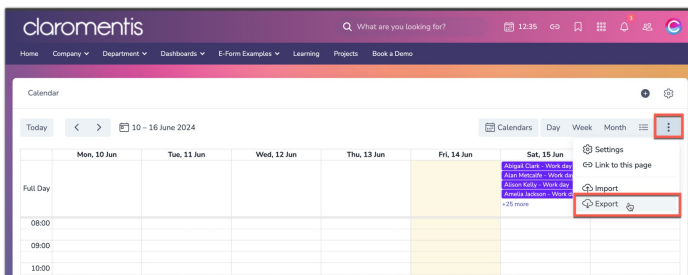 claromentis
What are you looking for?
12:35
3
Home Company Department Dashboards E-Form Examples Learning Projects Book a Demo
Calendar
Today 10 – 16 June 2024 Calendars Day Week Month
Mon, 10 Jun Tue, 11 Jun Wed, 12 Jun Thu, 13 Jun Fri, 14 Jun Sat, 15 Jun
Full Day
Abigail Clark - Work day
Alan Metcalfe - Work day
Alison Kelly - Work day
Amelia Jackson - Work d
+25 more
Settings
Link to this page
Import
Export
08:00
09:00
10:00